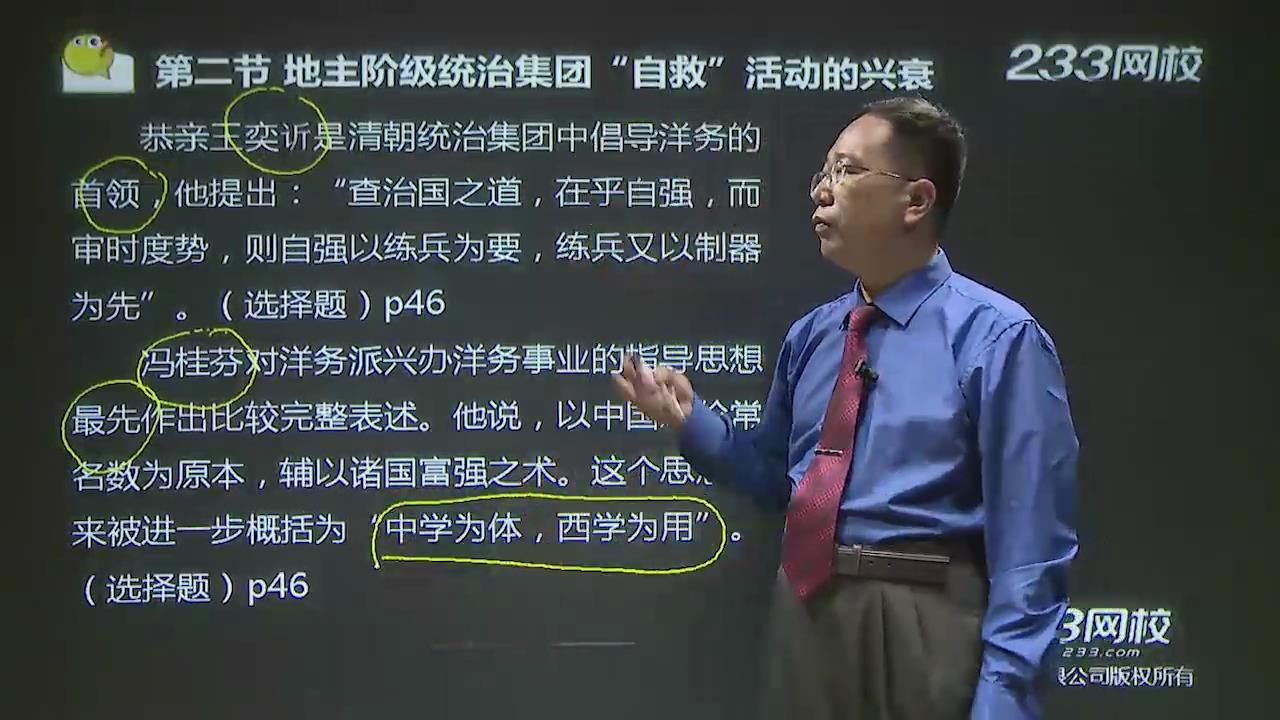 第二节 地主阶级统治集团“自救”活动的兴衰
233网校
恭亲王奕䜣是清朝统治集团中倡导洋务的
首领，他提出：“查治国之道，在乎自强，而
审时度势，则自强以练兵为要，练兵又以制器
为先”。（选择题）p46
冯桂芬对洋务派兴办洋务事业的指导思想
最先作出比较完整表述。他说，以中国 常
名数为原本，辅以诸国富强之术。这个思
来被进一步概括为“中学为体，西学为用”。
（选择题）p46
3网校
233.com
公司版权所有